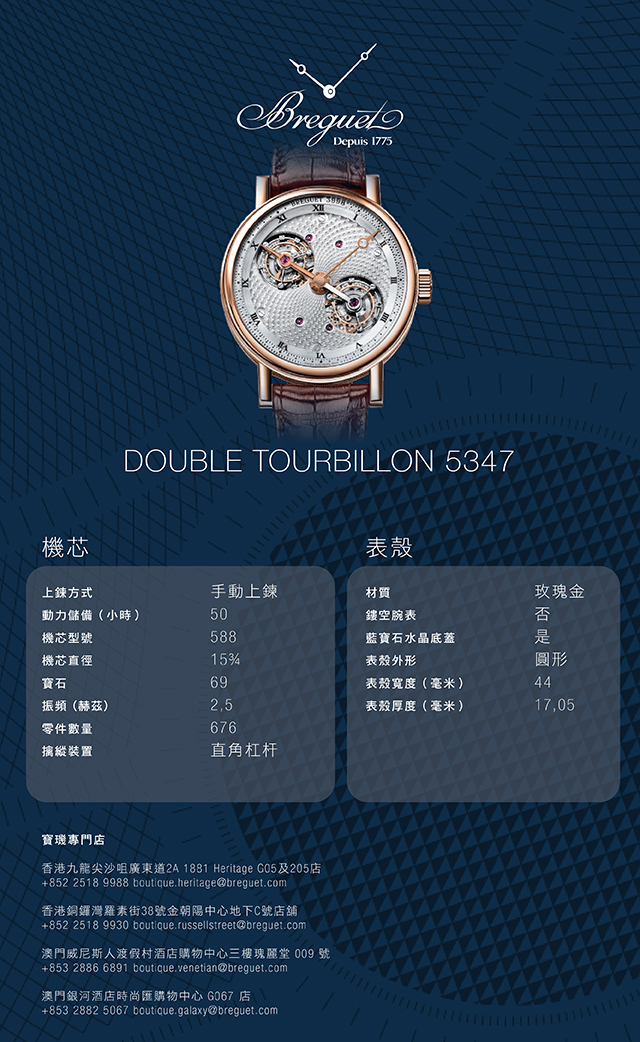 Breguet
Depuis 1775
BREGUET 3888
XII
I
XI
IX
VIII
VII
VI
V
IIII
DOUBLE TOURBILLON 5347
機芯
上鍊方式 手動上鍊
動力儲備（小時） 50
機芯型號 588
機芯直徑 15¾
寶石 69
振頻 (赫茲) 2,5
零件數量 676
擒縱裝置 直角杠杆
表殼
材質 玫瑰金
鏤空腕表 否
藍寶石水晶底蓋 是
表殼外形 圓形
表殼寬度（毫米） 44
表殼厚度（毫米） 17,05
寶璣專門店
香港九龍尖沙咀廣東道2A 1881 Heritage G05及205店
+852 2518 9988 boutique.heritage@breguet.com
香港銅鑼灣羅素街38號金朝陽中心地下C號店舖
+852 2518 9930 boutique.russellstreet@breguet.com
澳門威尼斯人渡假村酒店購物中心三樓瑰麗堂 009 號
+853 2886 6891 boutique.venetian@breguet.com
澳門銀河酒店時尚匯購物中心 G067 店
+853 2882 5067 boutique.galaxy@breguet.com